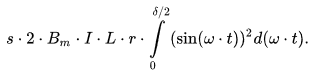 s · 2 · B_m · I · L · r · ∫_0^{δ/2} (sin(ω · t))^2 d(ω · t).